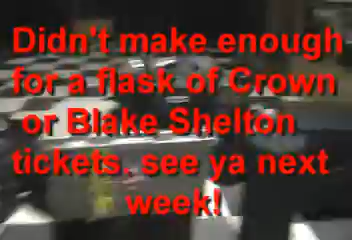 Didn't make enough
for a flask of Crown
or Blake Shelton
tickets, see ya next
week!